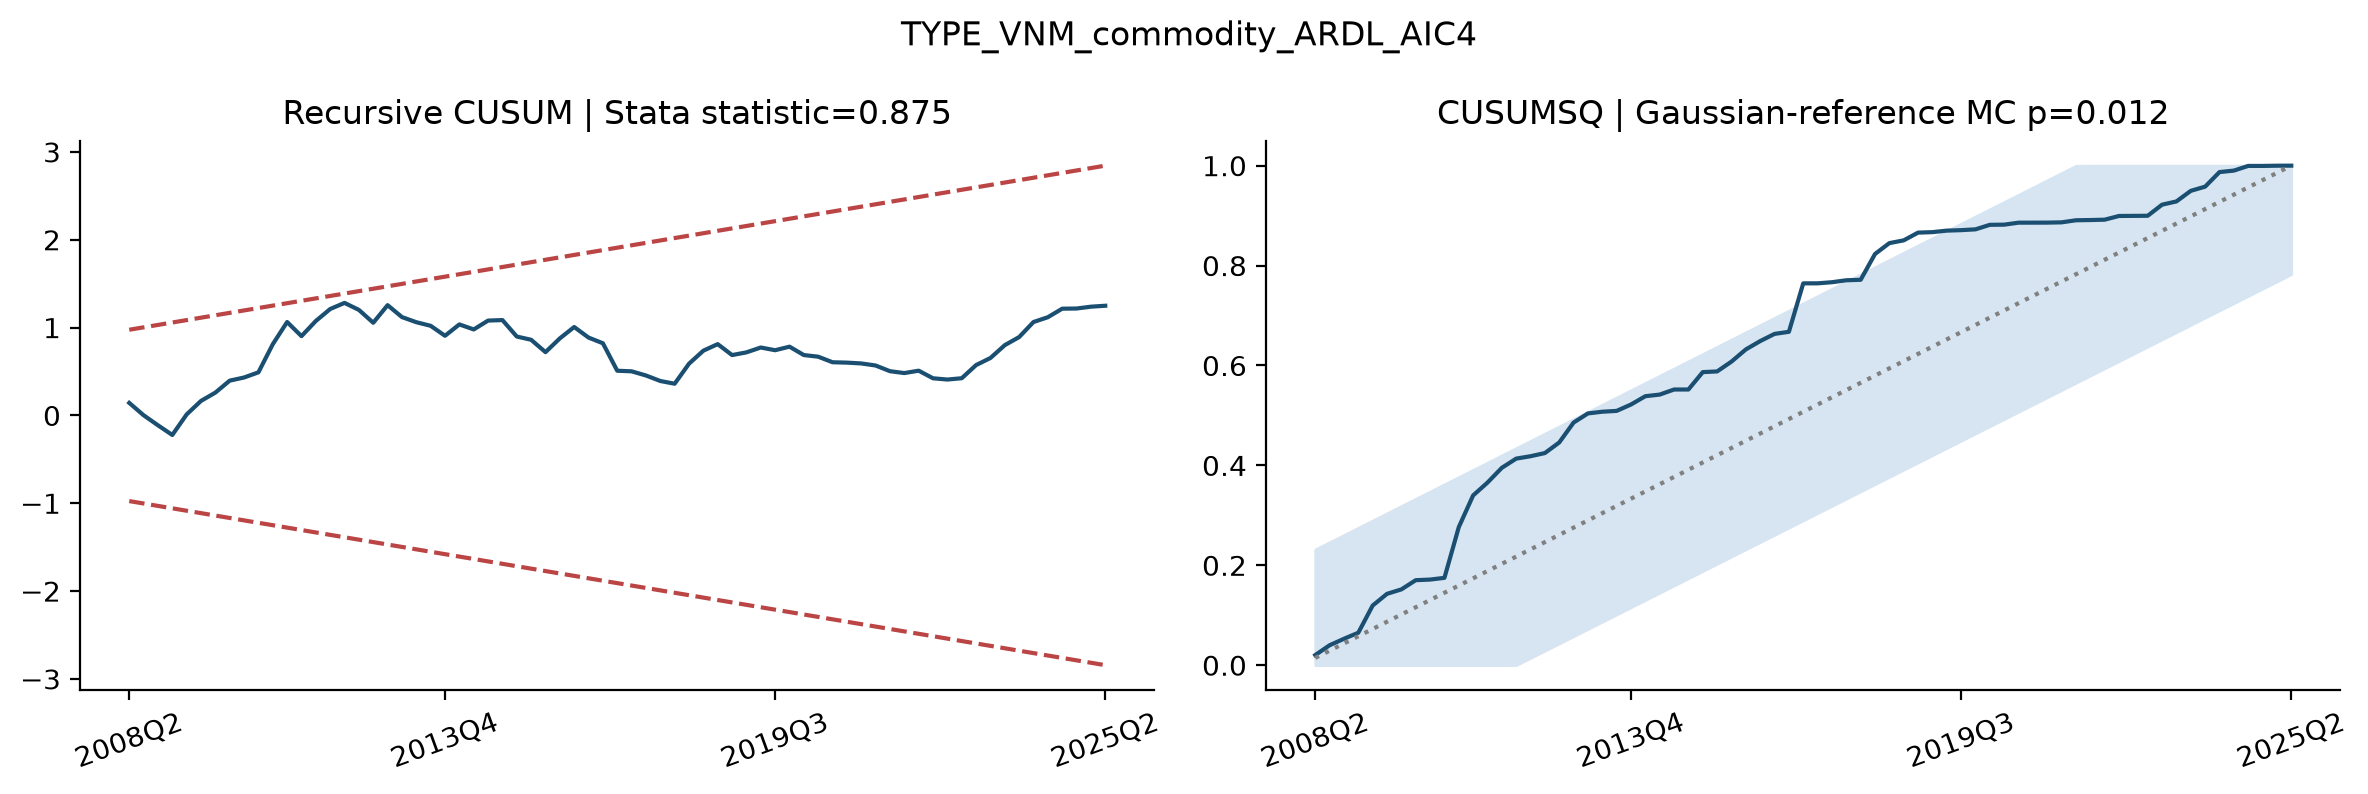 TYPE_VNM_commodity_ARDL_AIC4
Recursive CUSUM | Stata statistic=0.875
3
2
1
0
−1
−2
−3
2008Q2
2013Q4
2019Q3
2025Q2
CUSUMSQ | Gaussian-reference MC p=0.012
1.0
0.8
0.6
0.4
0.2
0.0
2008Q2
2013Q4
2019Q3
2025Q2